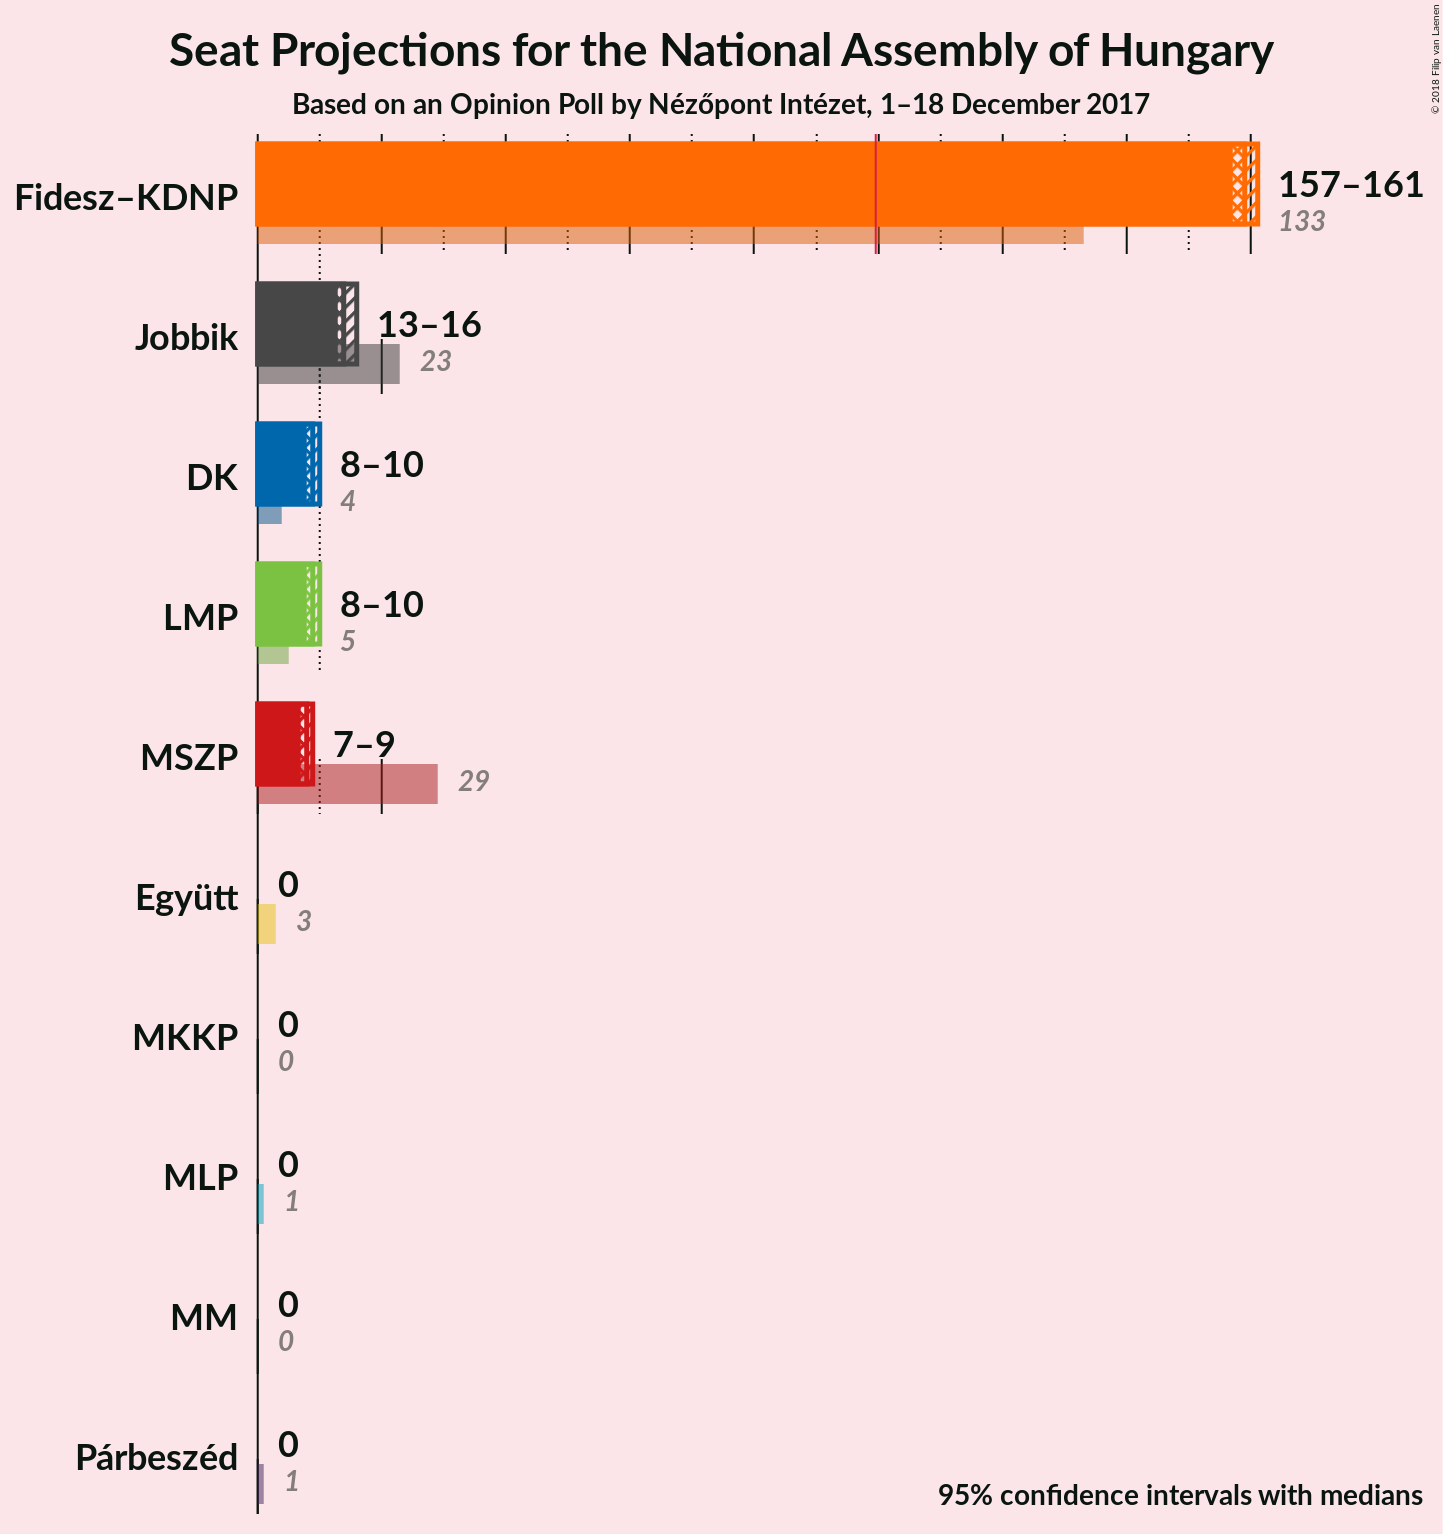 Seat Projections for the National Assembly of Hungary
Based on an Opinion Poll by Nézőpont Intézet, 1–18 December 2017
© 2018 Filip van Laenen
Fidesz–KDNP
157–161
133
Jobbik
13–16
23
DK
8–10
4
LMP
8–10
5
MSZP
7–9
29
Együtt
0
3
MKKP
0
0
MLP
0
1
MM
0
0
Párbeszéd
0
1
95% confidence intervals with medians